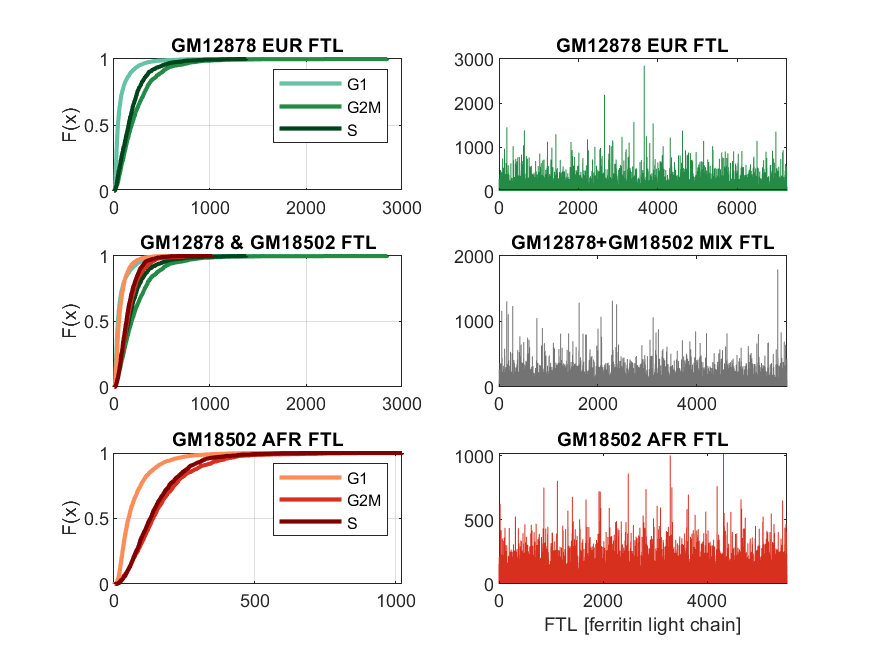 GM12878 EUR FTL
1
0.5
0
F(x)
0 1000 2000 3000
G1
G2M
S
GM12878 EUR FTL
3000
2000
1000
0
0 2000 4000 6000
GM12878 & GM18502 FTL
1
0.5
0
F(x)
0 1000 2000 3000
GM12878+GM18502 MIX FTL
2000
1000
0
0 2000 4000
GM18502 AFR FTL
1
0.5
0
F(x)
0 500 1000
G1
G2M
S
GM18502 AFR FTL
1000
500
0
0 2000 4000
FTL [ferritin light chain]